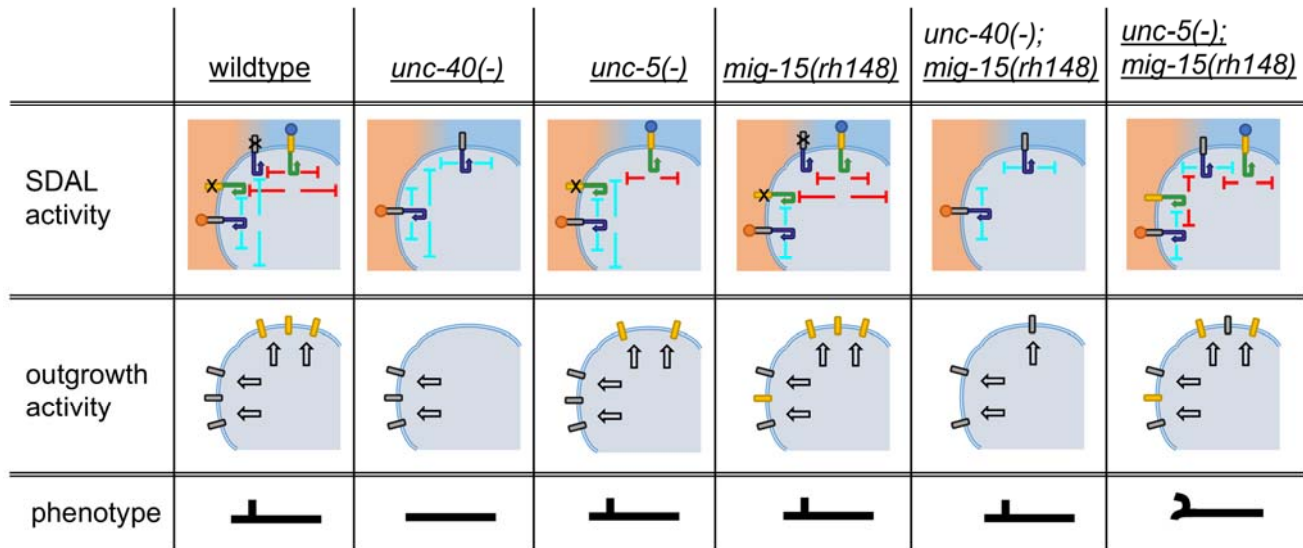 wildtype
unc-40(-)
unc-5(-)
mig-15(rh148)
unc-40(-);
mig-15(rh148)
unc-5(-);
mig-15(rh148)
SDAL
activity
outgrowth
activity
phenotype